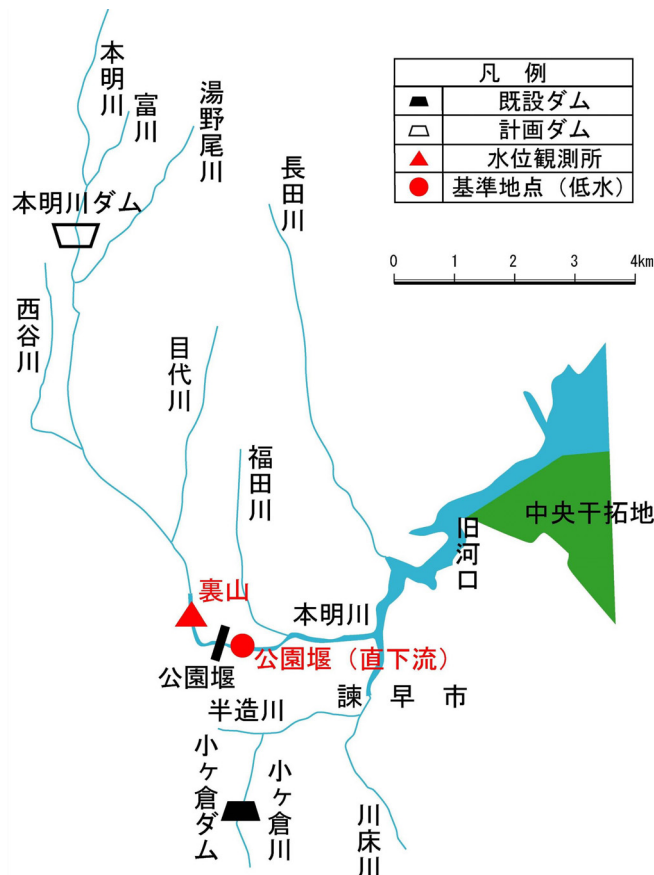 本明川
富川
湯野尾川
凡 例
既設ダム
計画ダム
水位観測所
基準地点（低水）
0 1 2 3 4km
本明川ダム
長田川
西谷川
目代川
福田川
中央干拓地
旧河口
裏山
本明川
公園堰（直下流）
公園堰
諫早市
半造川
小ヶ倉ダム
小ヶ倉川
川床川